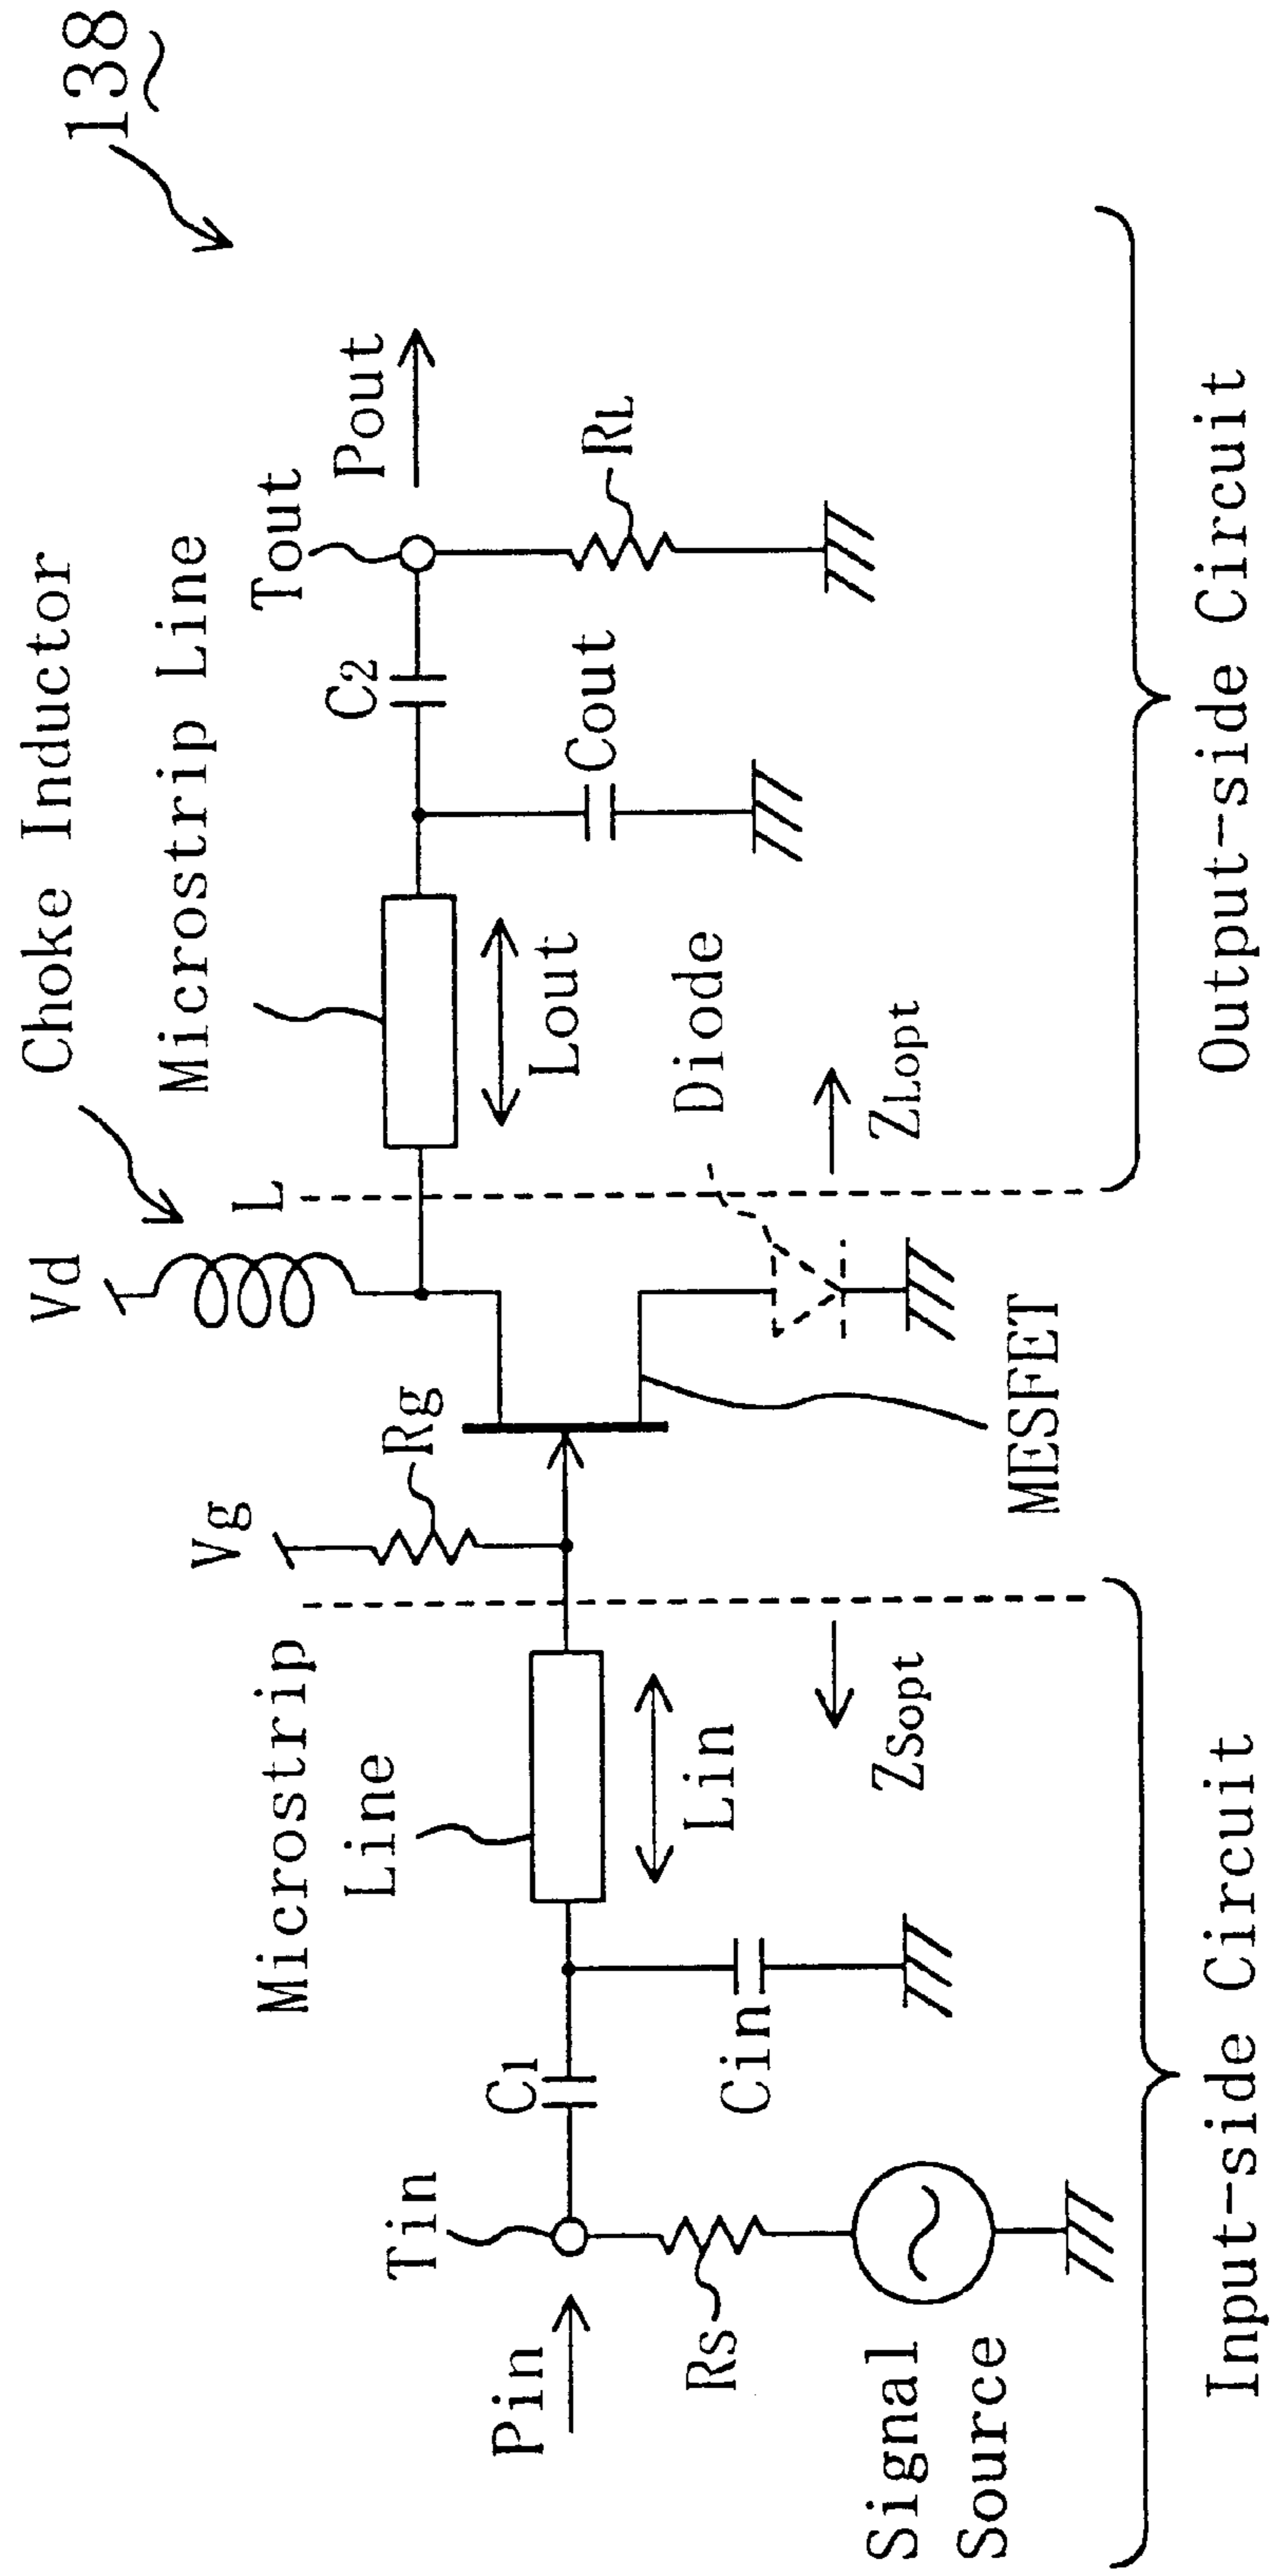 138
Choke Inductor
Microstrip Line
Vd
L
Tout
Pout
C2
RL
Vg
Rg
Lout
Cout
Microstrip
Line
Diode
Tin
C1
Lin
ZLopt
Pin
Cin
ZSopt
MESFET
Rs
Signal
Source
Input-side Circuit
Output-side Circuit